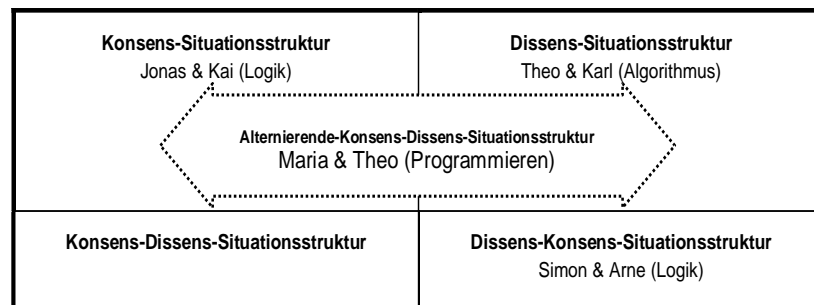 Konsens-Situationsstruktur
Jonas & Kai (Logik)
Dissens-Situationsstruktur
Theo & Karl (Algorithmus)
Alternierende-Konsens-Dissens-Situationsstruktur
Maria & Theo (Programmieren)
Konsens-Dissens-Situationsstruktur
Dissens-Konsens-Situationsstruktur
Simon & Arne (Logik)